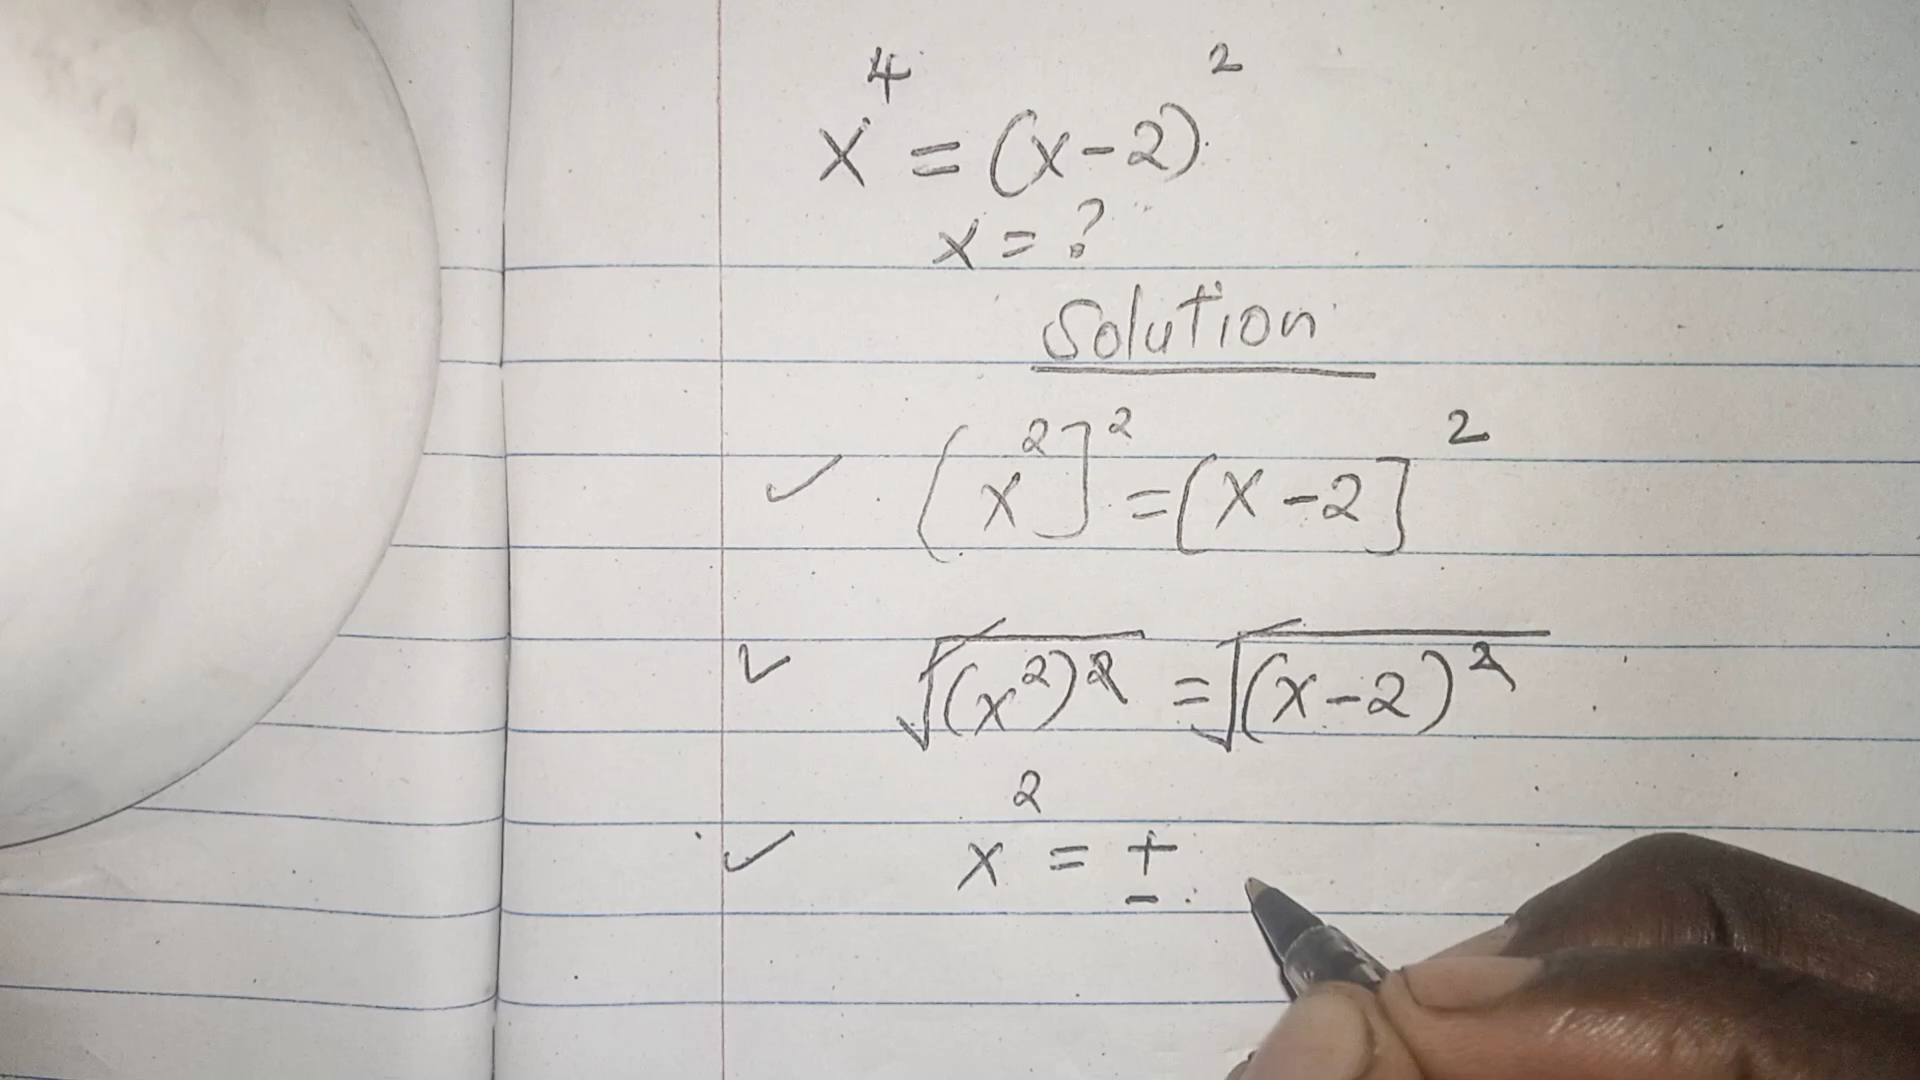 x⁴ = (x-2)²
x = ?
Solution
[x²]² = [x-2]²
√(x²)² = √(x-2)²
x² = ±